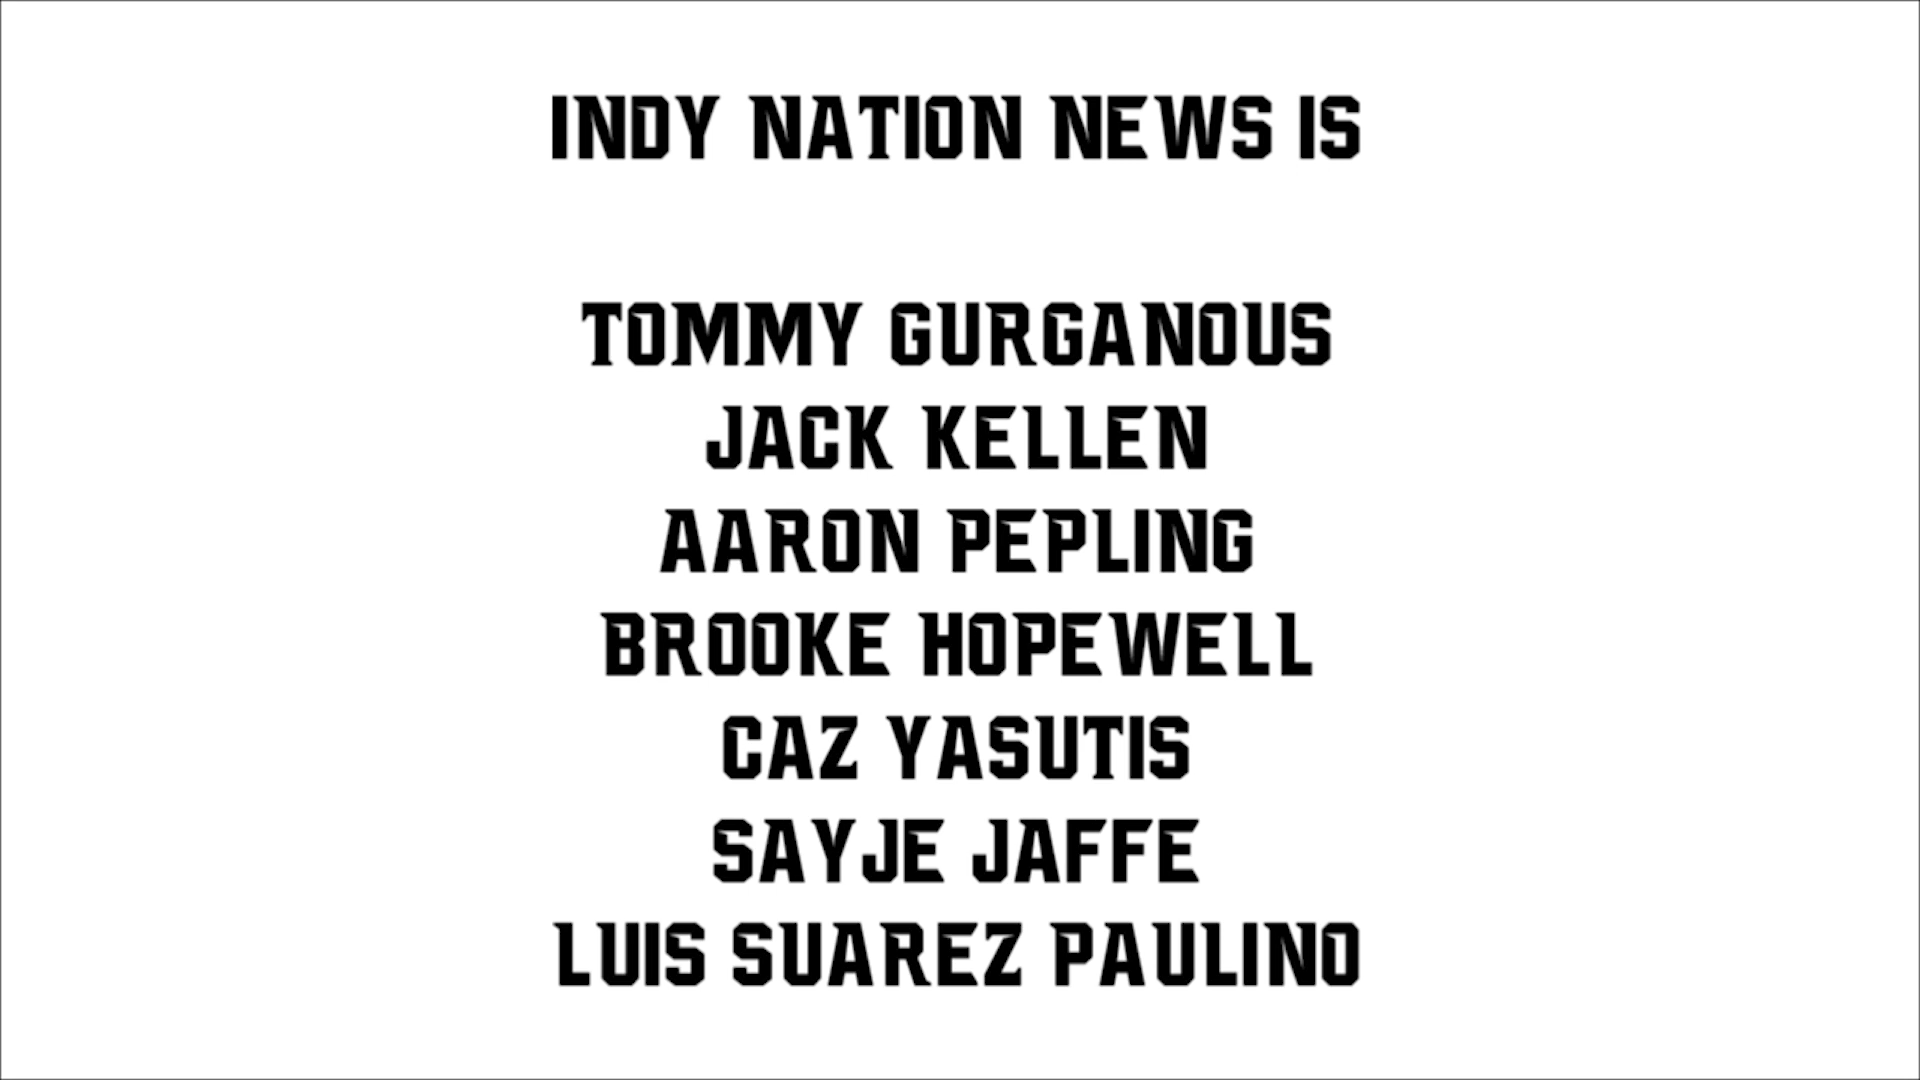 INDY NATION NEWS IS
TOMMY GURGANOUS
JACK KELLEN
AARON PEPLING
BROOKE HOPEWELL
CAZ YASUTIS
SAYJE JAFFE
LUIS SUAREZ PAULINO